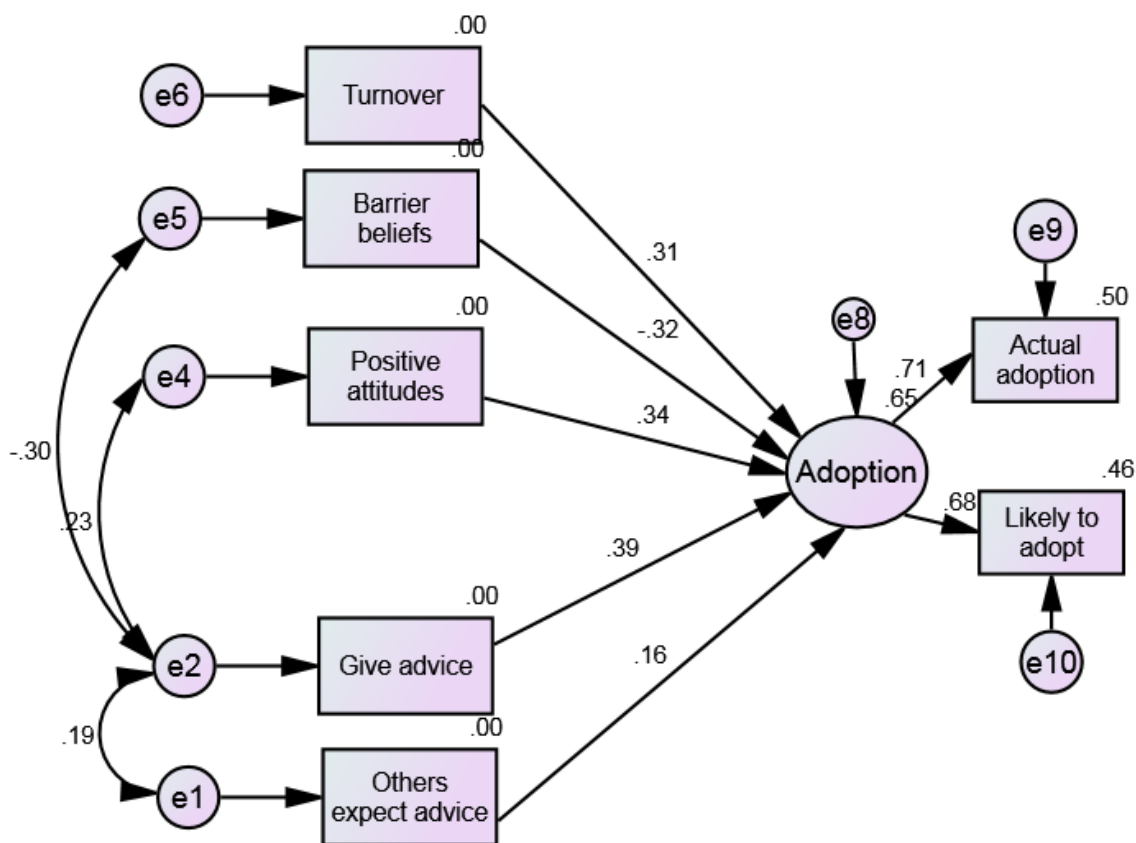 .00
e6
Turnover
.00
e5
Barrier
beliefs
.31
e9
-.32
.50
.00
e8
Actual
adoption
e4
Positive
attitudes
.71
.65
.34
-.30
Adoption
.46
.68
Likely to
adopt
.23
.39
.00
e2
Give advice
.16
e10
.00
.19
e1
Others
expect advice